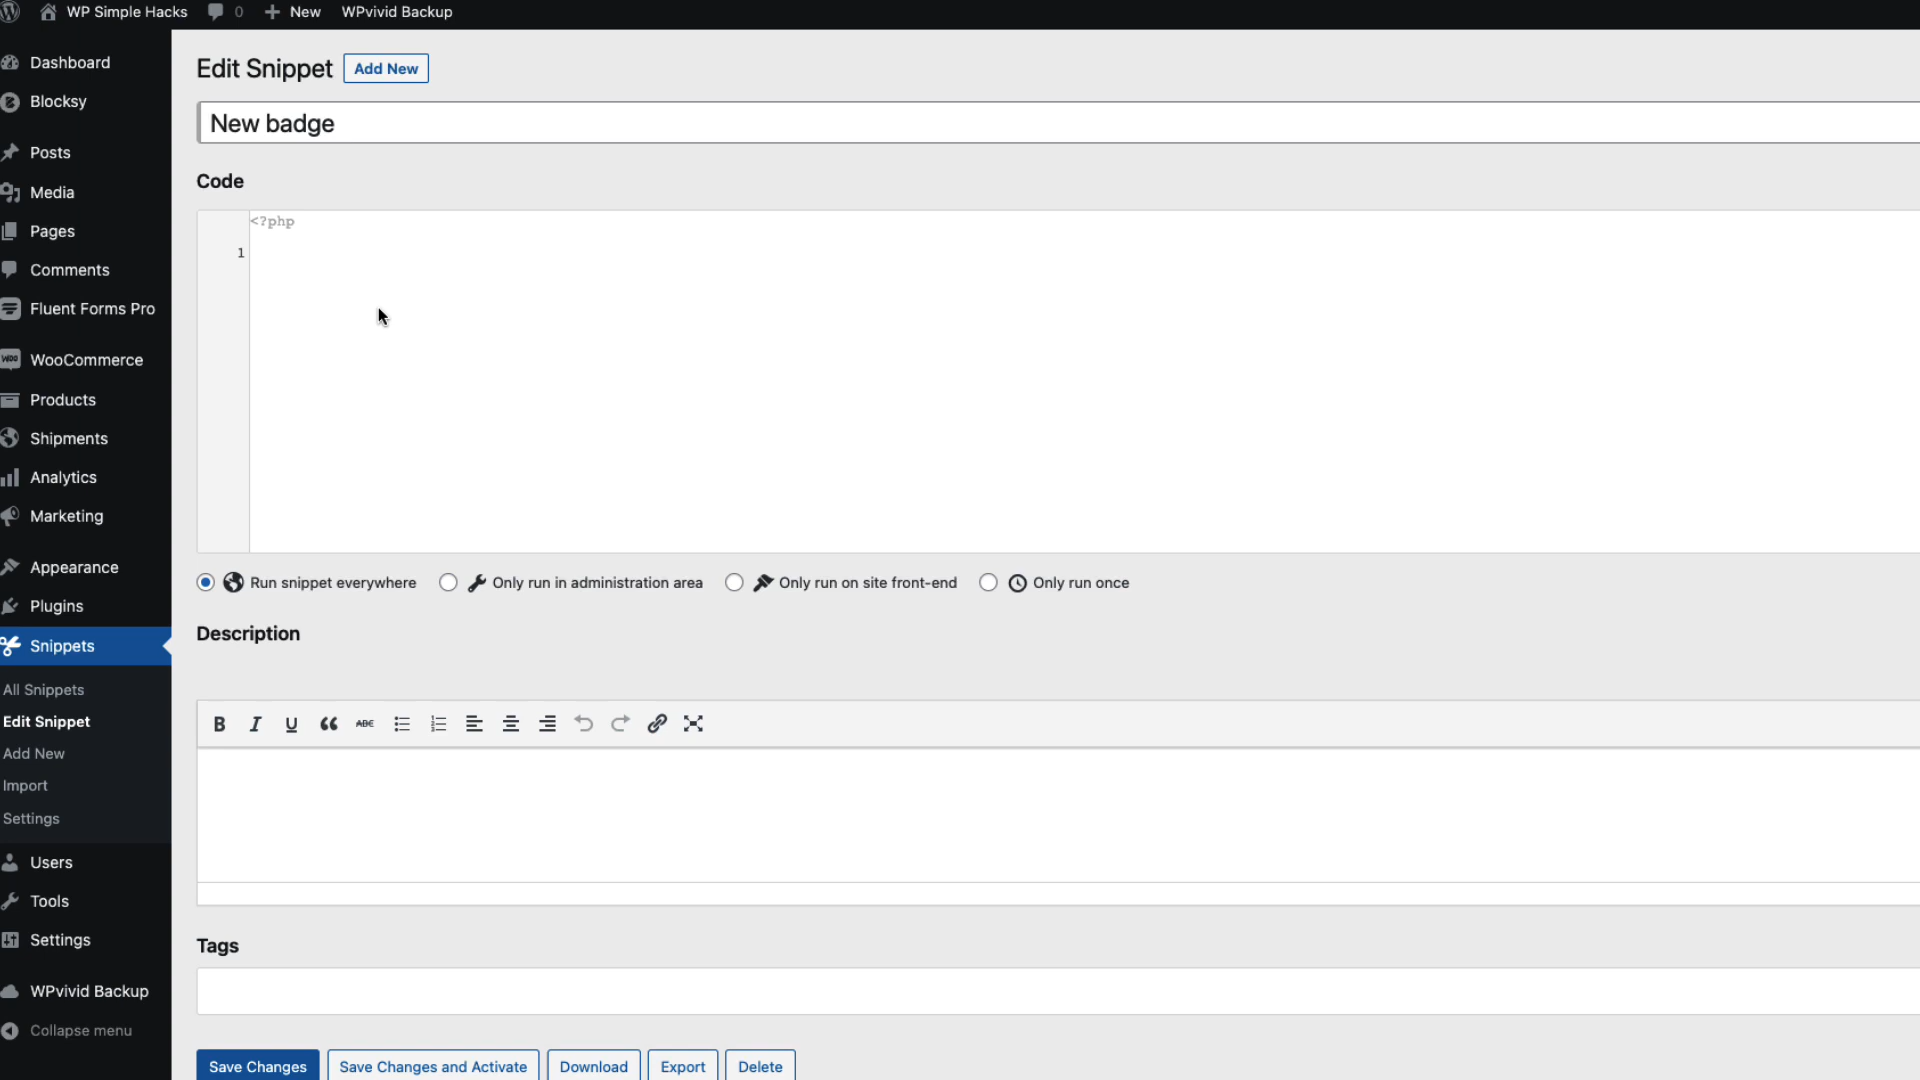 WP Simple Hacks 0 New WPvivid Backup
Dashboard
Blocksy
Posts
Media
Pages
Comments
Fluent Forms Pro
WooCommerce
Products
Shipments
Analytics
Marketing
Appearance
Plugins
Snippets
All Snippets
Edit Snippet
Add New
Import
Settings
Users
Tools
Settings
WPvivid Backup
Collapse menu
Edit Snippet Add New
New badge
Code
<?php
1
Run snippet everywhere Only run in administration area Only run on site front-end Only run once
Description
B I U ABC
Tags
Save Changes Save Changes and Activate Download Export Delete